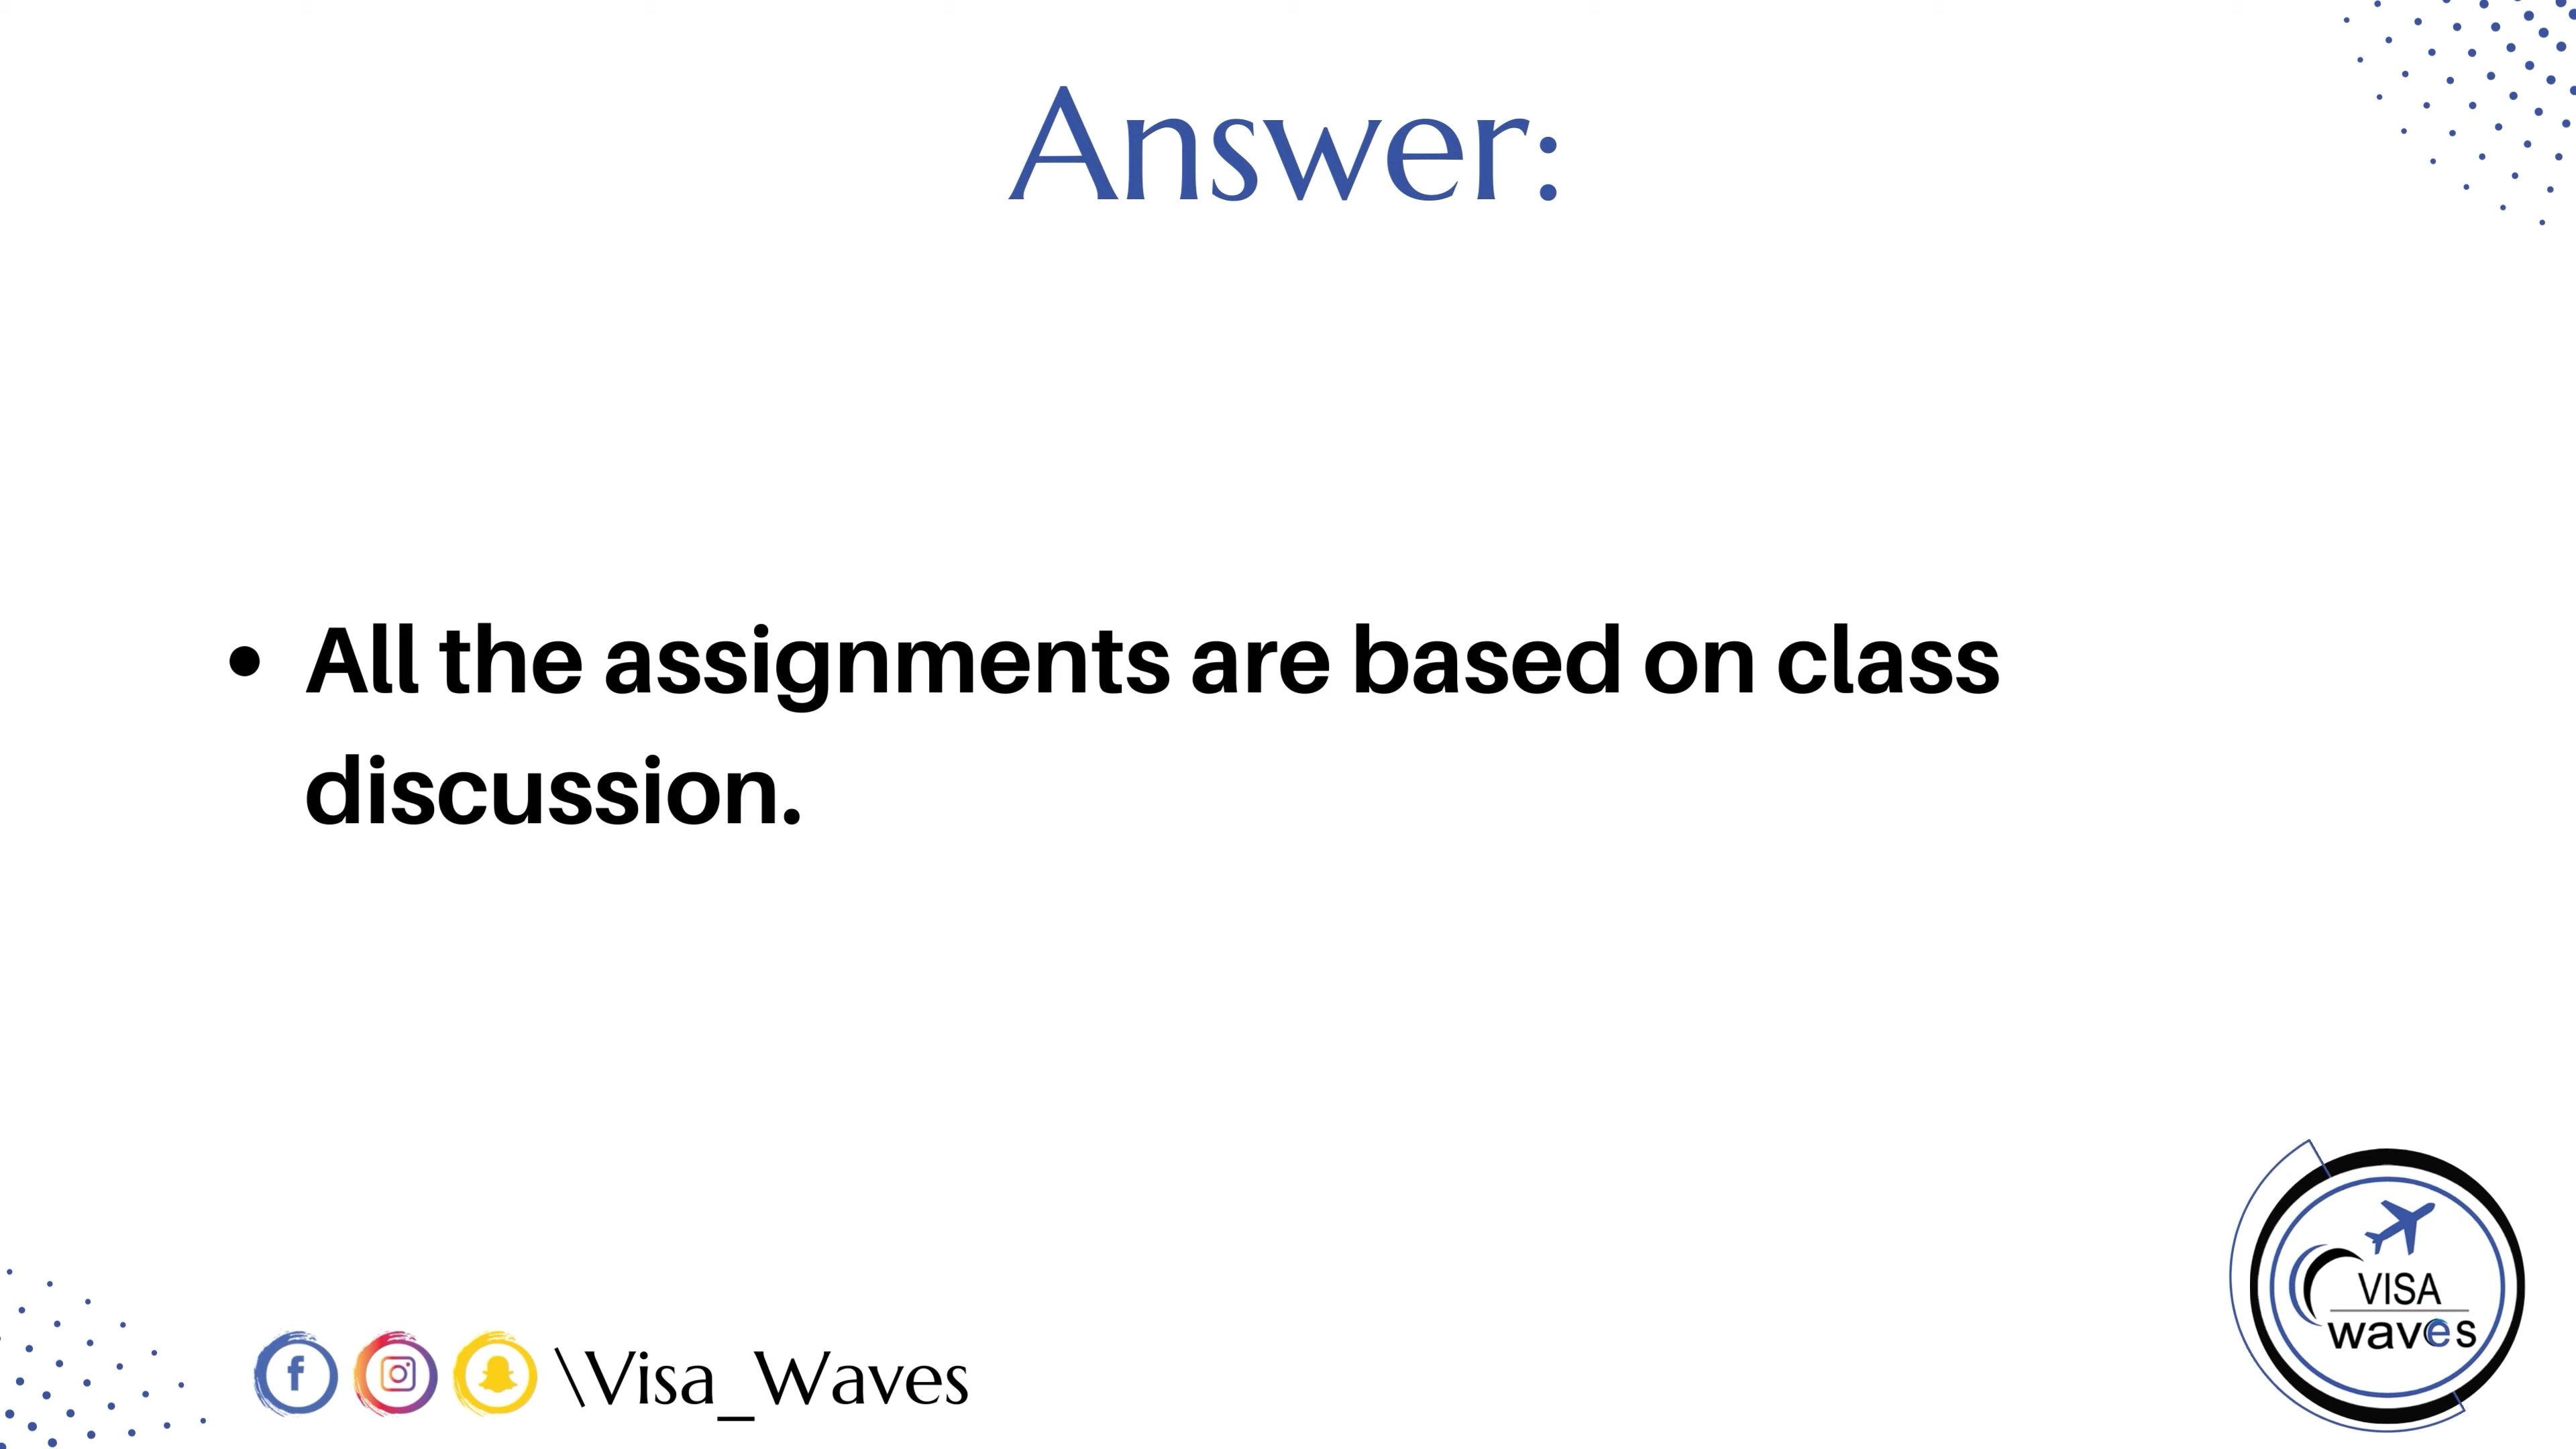 Answer:
• All the assignments are based on class
discussion.
\Visa_Waves
VISA
waves